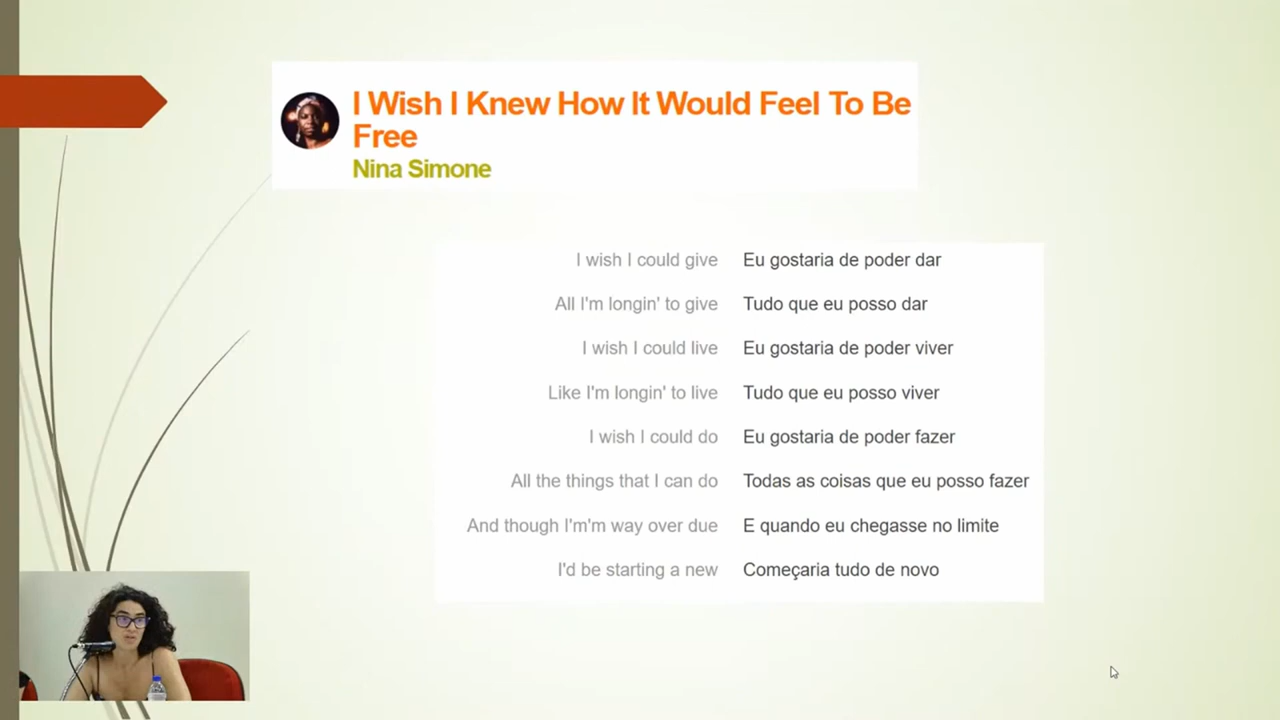 I Wish I Knew How It Would Feel To Be
Free
Nina Simone
I wish I could give Eu gostaria de poder dar
All I'm longin' to give Tudo que eu posso dar
I wish I could live Eu gostaria de poder viver
Like I'm longin' to live Tudo que eu posso viver
I wish I could do Eu gostaria de poder fazer
All the things that I can do Todas as coisas que eu posso fazer
And though I'm'm way over due E quando eu chegasse no limite
I'd be starting a new Começaria tudo de novo